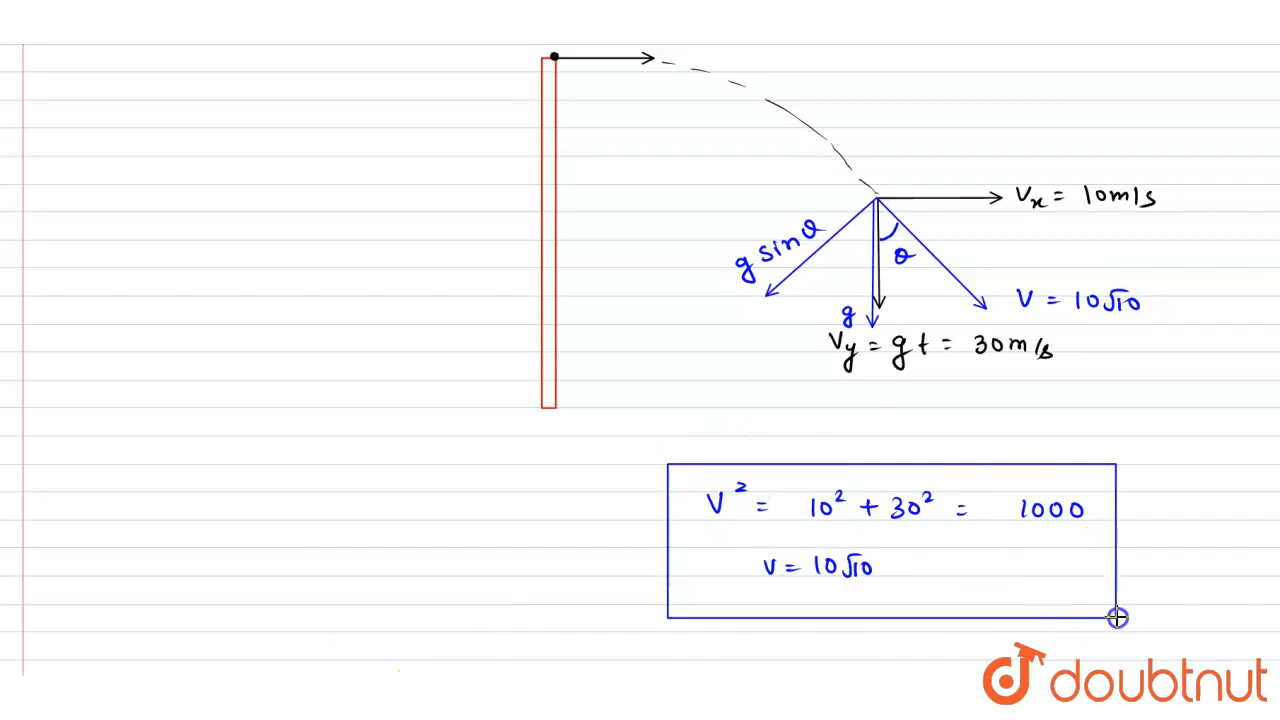 Vx = 10m/s
g sinθ
θ
V = 10√10
g
Vy = gt = 30m/s
V² = 10² + 30² = 1000
V = 10√10
doubtnut